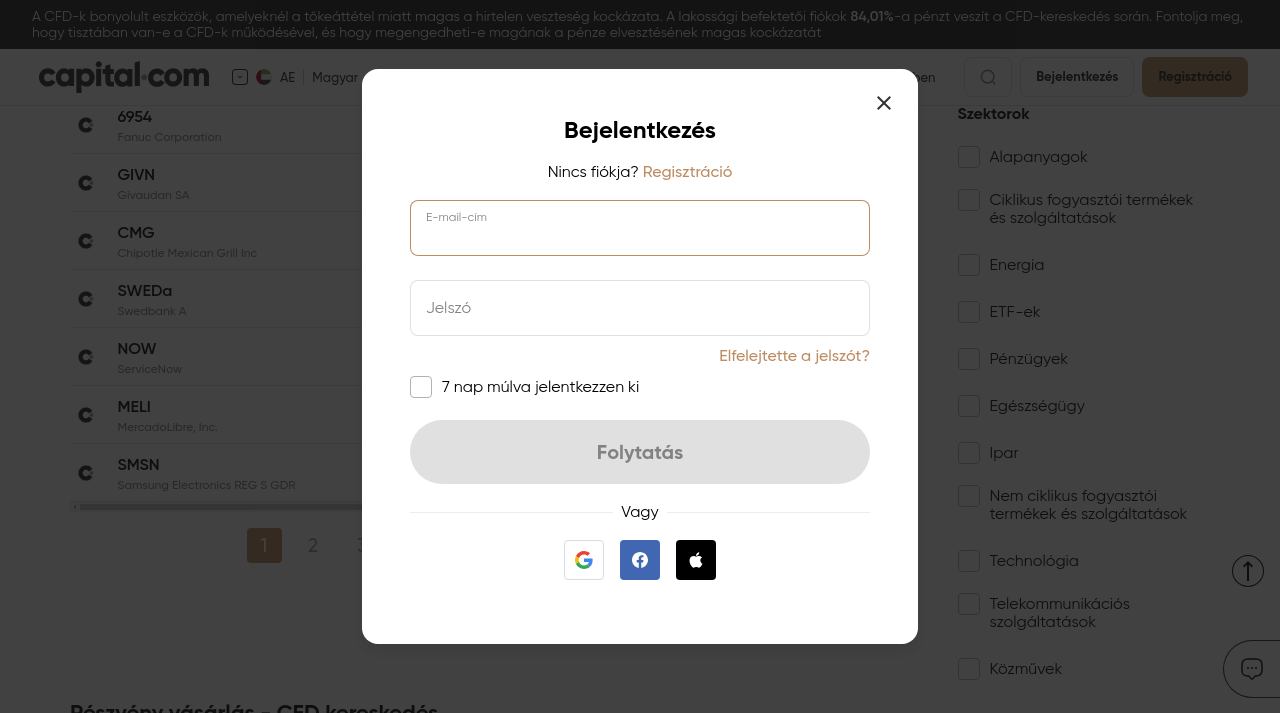 A CFD-k bonyolult eszközök, amelyeknél a tőkeáttétel miatt magas a hirtelen veszteség kockázata. A lakossági befektetői fiókok 84,01%-a pénzt veszít a CFD-kereskedés során. Fontolja meg,
hogy tisztában van-e a CFD-k működésével, és hogy megengedheti-e magának a pénze elvesztésének magas kockázatát
capital.com
AE
Magyar
Bejelentkezés
Regisztráció
6954
Fanuc Corporation
GIVN
Givaudan SA
CMG
Chipotle Mexican Grill Inc
SWEDa
Swedbank A
NOW
ServiceNow
MELI
MercadoLibre, Inc.
SMSN
Samsung Electronics REG S GDR
1
2
Részvény vásárlás - CFD kereskedés
Bejelentkezés
Nincs fiókja? Regisztráció
E-mail-cím
Jelszó
Elfelejtette a jelszót?
7 nap múlva jelentkezzen ki
Folytatás
Vagy
Szektorok
Alapanyagok
Ciklikus fogyasztói termékek
és szolgáltatások
Energia
ETF-ek
Pénzügyek
Egészségügy
Ipar
Nem ciklikus fogyasztói
termékek és szolgáltatások
Technológia
Telekommunikációs
szolgáltatások
Közművek